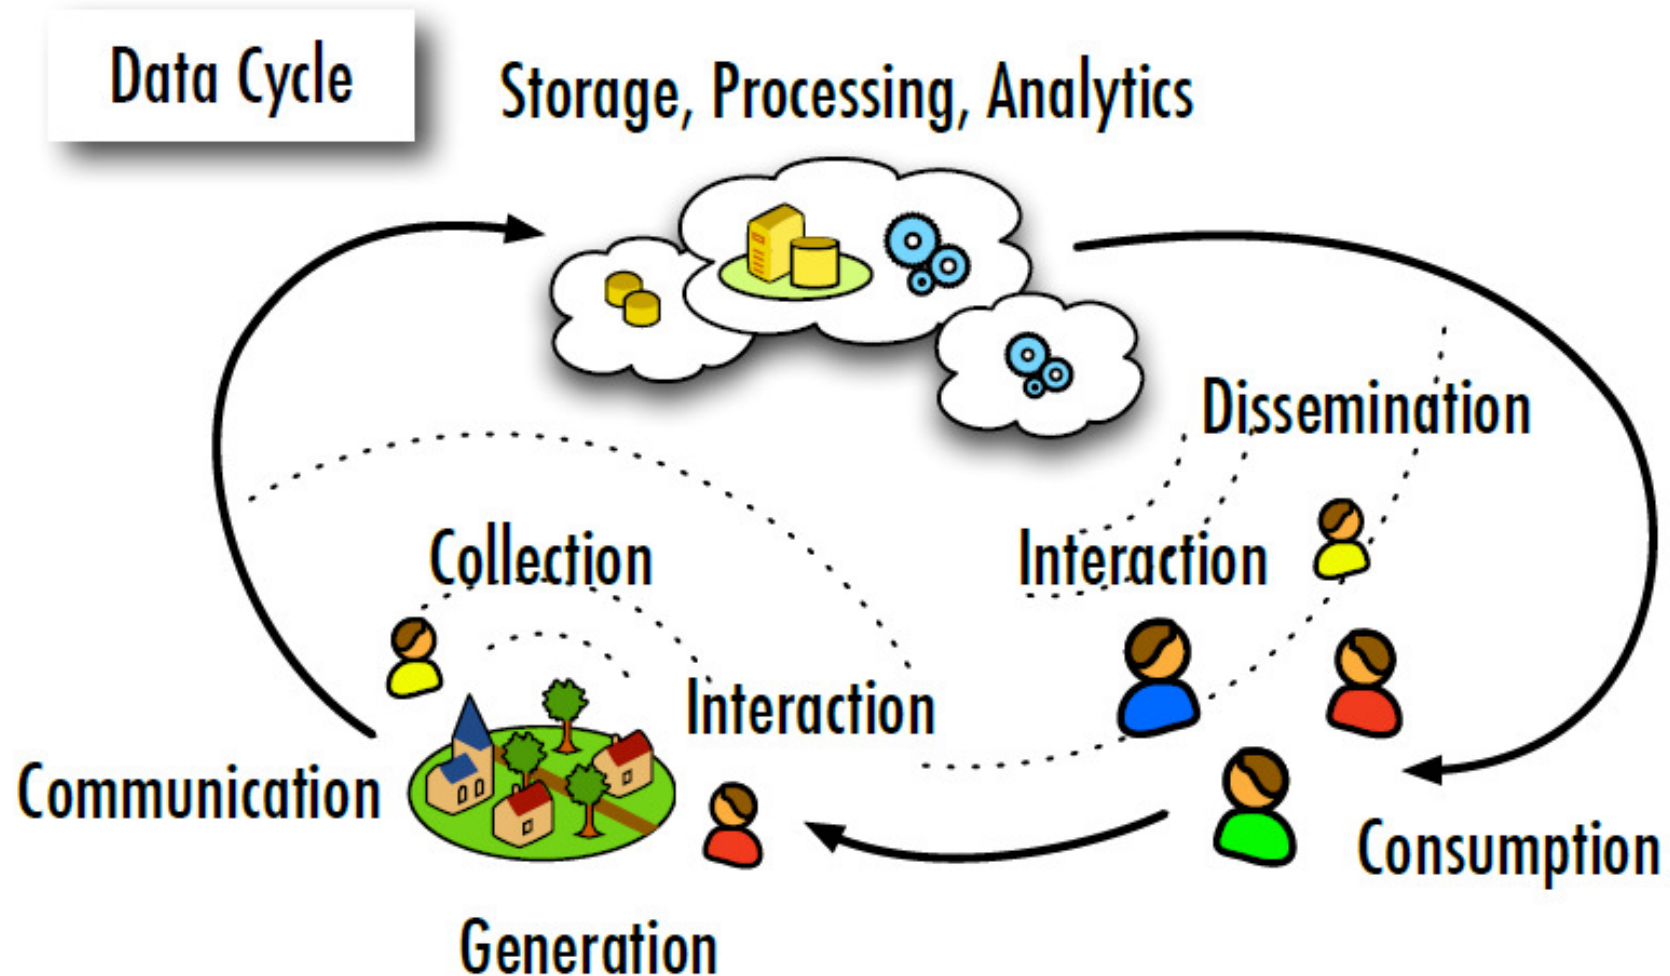 Data Cycle
Storage, Processing, Analytics
Dissemination
Collection
Interaction
Interaction
Communication
Consumption
Generation